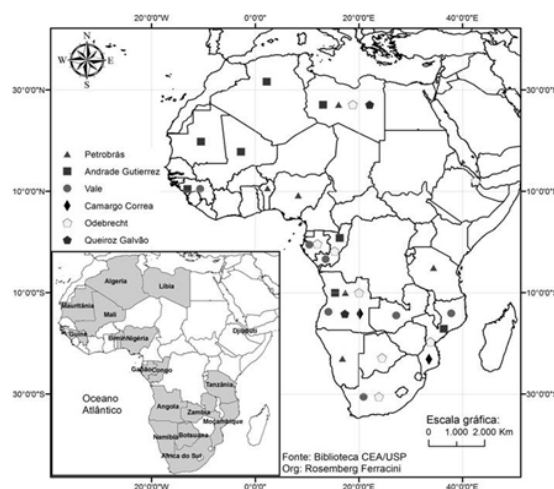 20°0'0"W 0°0'0" 20°0'0"E 40°0'0"E
N
W E
S
30°0'0"N
30°0'0"N
10°0'0"N
10°0'0"N
10°0'0"S
10°0'0"S
30°0'0"S
30°0'0"S
Petrobrás
Andrade Gutierrez
Vale
Camargo Correa
Odebrecht
Queiroz Galvão
Algeria
Líbia
Mauritânia
Mali
Guiné
Benin
Nigéria
Djibuti
Gabão
Congo
Tanzânia
Oceano
Atlântico
Angola
Zambia
Moçambique
Namíbia
Botsuana
África do Sul
Escala gráfica:
0 1.000 2.000 Km
Fonte: Biblioteca CEA/USP
Org: Rosemberg Ferracini
20°0'0"W 0°0'0" 20°0'0"E 40°0'0"E